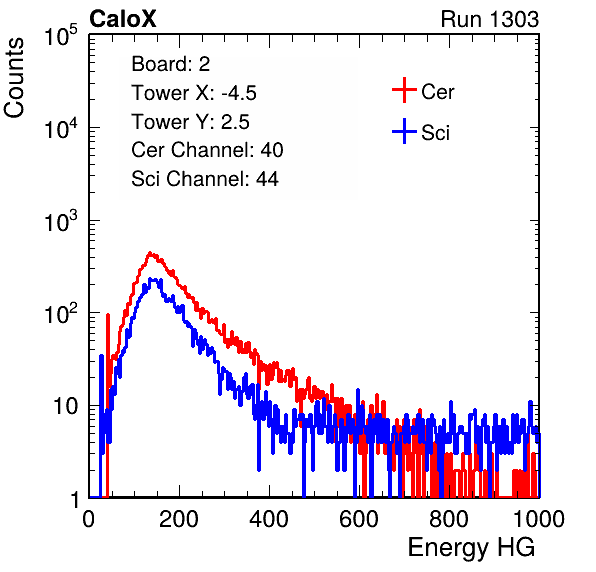 CaloX Run 1303
Board: 2
Tower X: -4.5
Tower Y: 2.5
Cer Channel: 40
Sci Channel: 44
Cer
Sci
Counts
10^5
10^4
10^3
10^2
10
1
0 200 400 600 800 1000
Energy HG